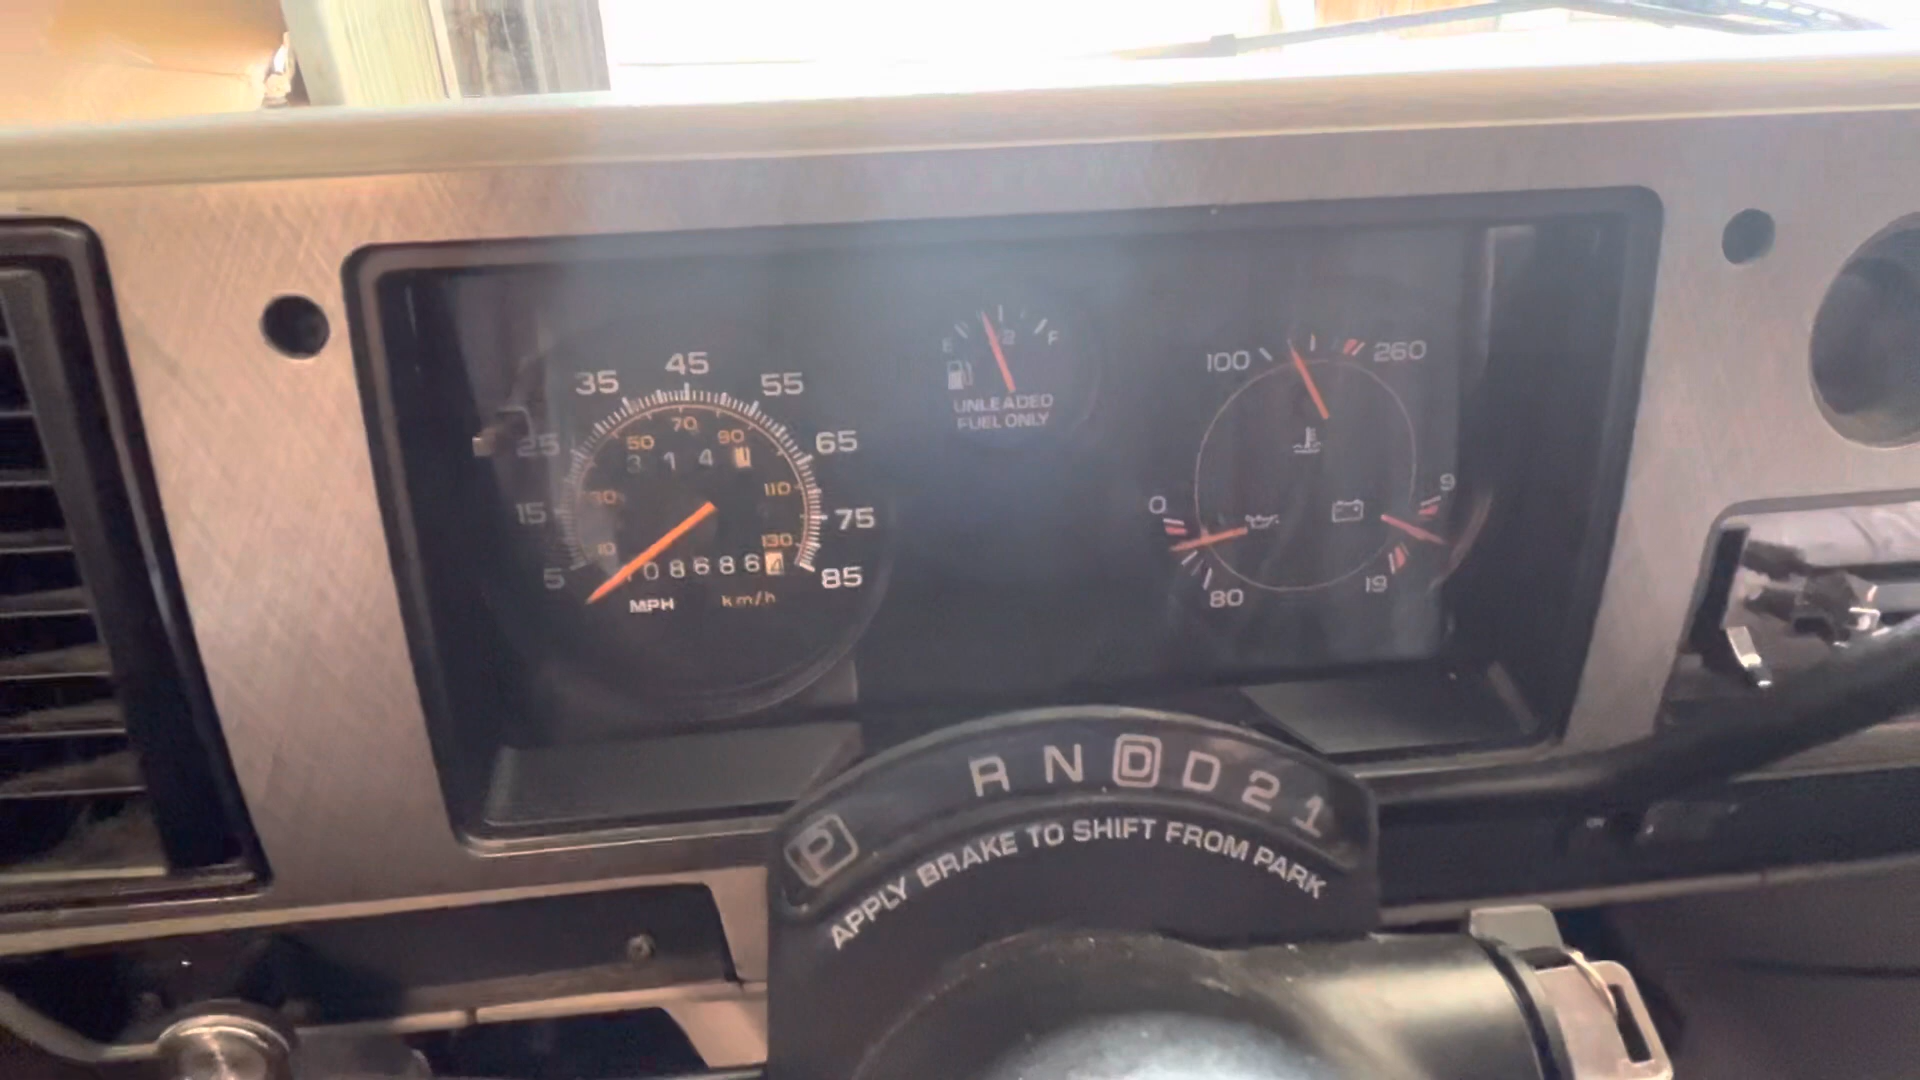 45
35 55
25 65
15 75
5 85
70
50 90
30 110
10 130
3 1 4
0 8 6 8 6 4
MPH km/h
E 1/2 F
UNLEADED
FUEL ONLY
100 260
0 9
80 19
P R N D D 2 1
APPLY BRAKE TO SHIFT FROM PARK